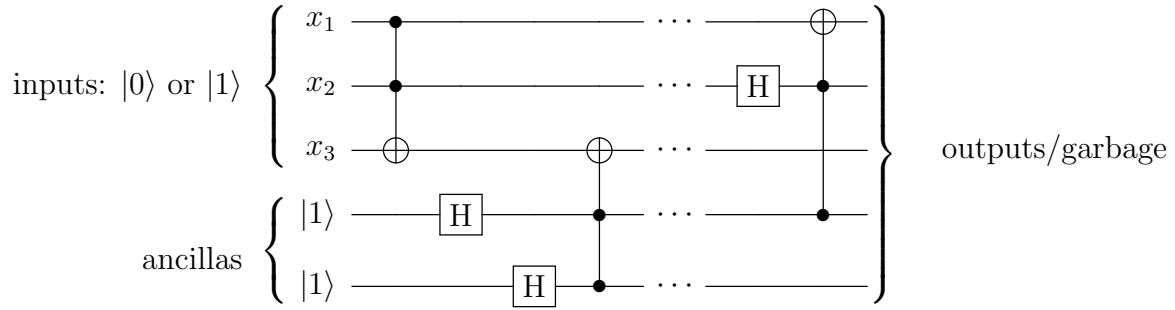 x₁ ⋯
inputs: |0⟩ or |1⟩ x₂ ⋯ H
x₃ ⋯ outputs/garbage
|1⟩ H ⋯
ancillas
|1⟩ H ⋯